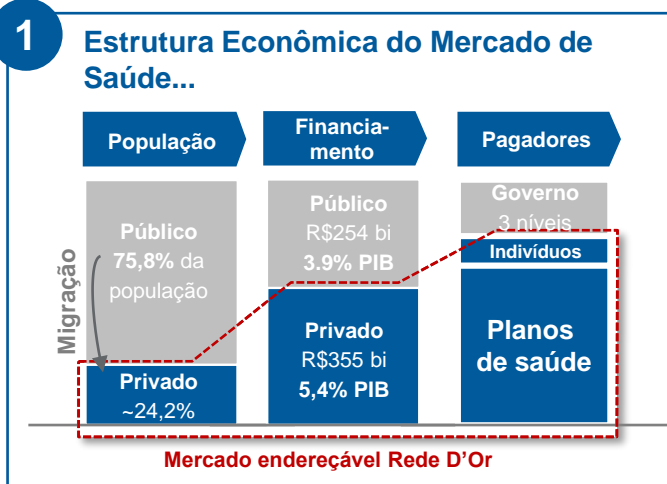 1
Estrutura Econômica do Mercado de
Saúde...
População
Financia-
mento
Pagadores
Migração
Público
75,8% da
população
Privado
~24,2%
Público
R$254 bi
3.9% PIB
Privado
R$355 bi
5,4% PIB
Governo
3 níveis
Indivíduos
Planos
de saúde
Mercado endereçável Rede D’Or